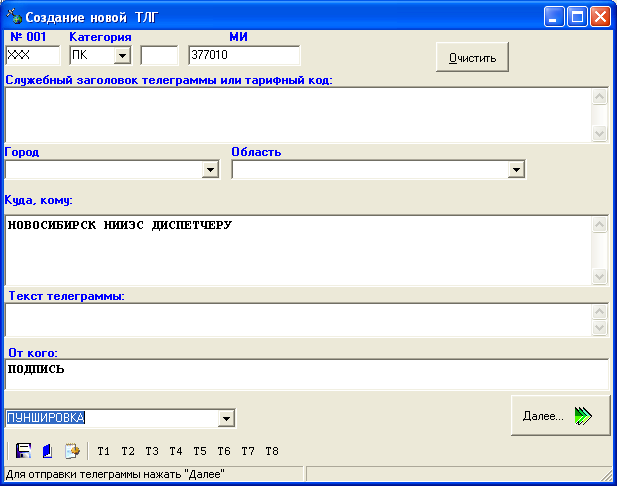 Создание новой ТЛГ
№ 001 Категория МИ
XXX ПК 377010 Очистить
Служебный заголовок телеграммы или тарифный код:
Город Область
Куда, кому:
НОВОСИБИРСК НИИЭС ДИСПЕТЧЕРУ
Текст телеграммы:
От кого:
ПОДПИСЬ
ПУНШИРОВКА Далее...
T1 T2 T3 T4 T5 T6 T7 T8
Для отправки телеграммы нажать "Далее"